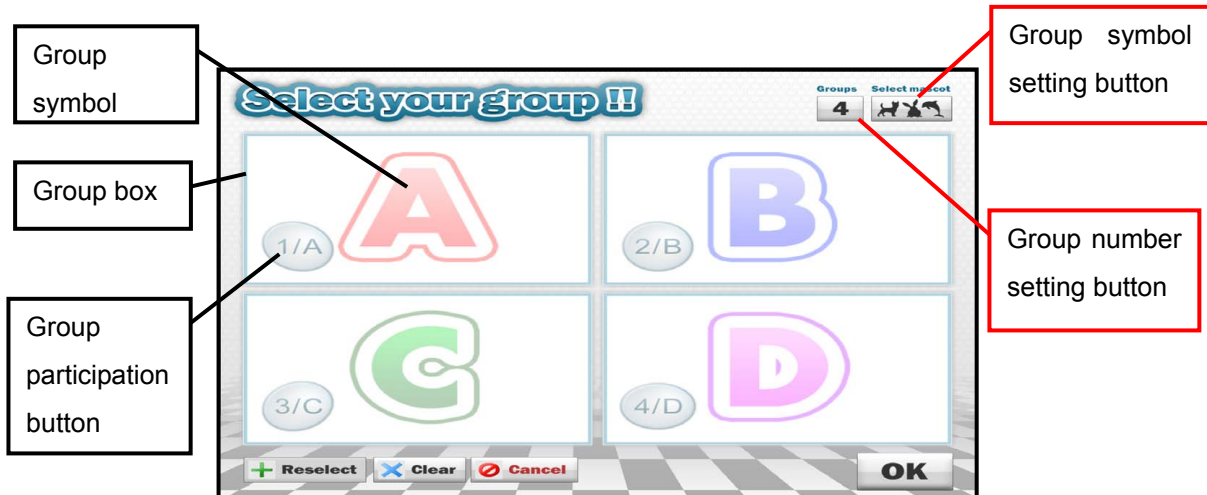 Group
symbol
Group box
Group
participation
button
Select your group !!
Groups
4
Select mascot
A
1/A
B
2/B
C
3/C
D
4/D
Reselect
Clear
Cancel
OK
Group symbol
setting button
Group number
setting button